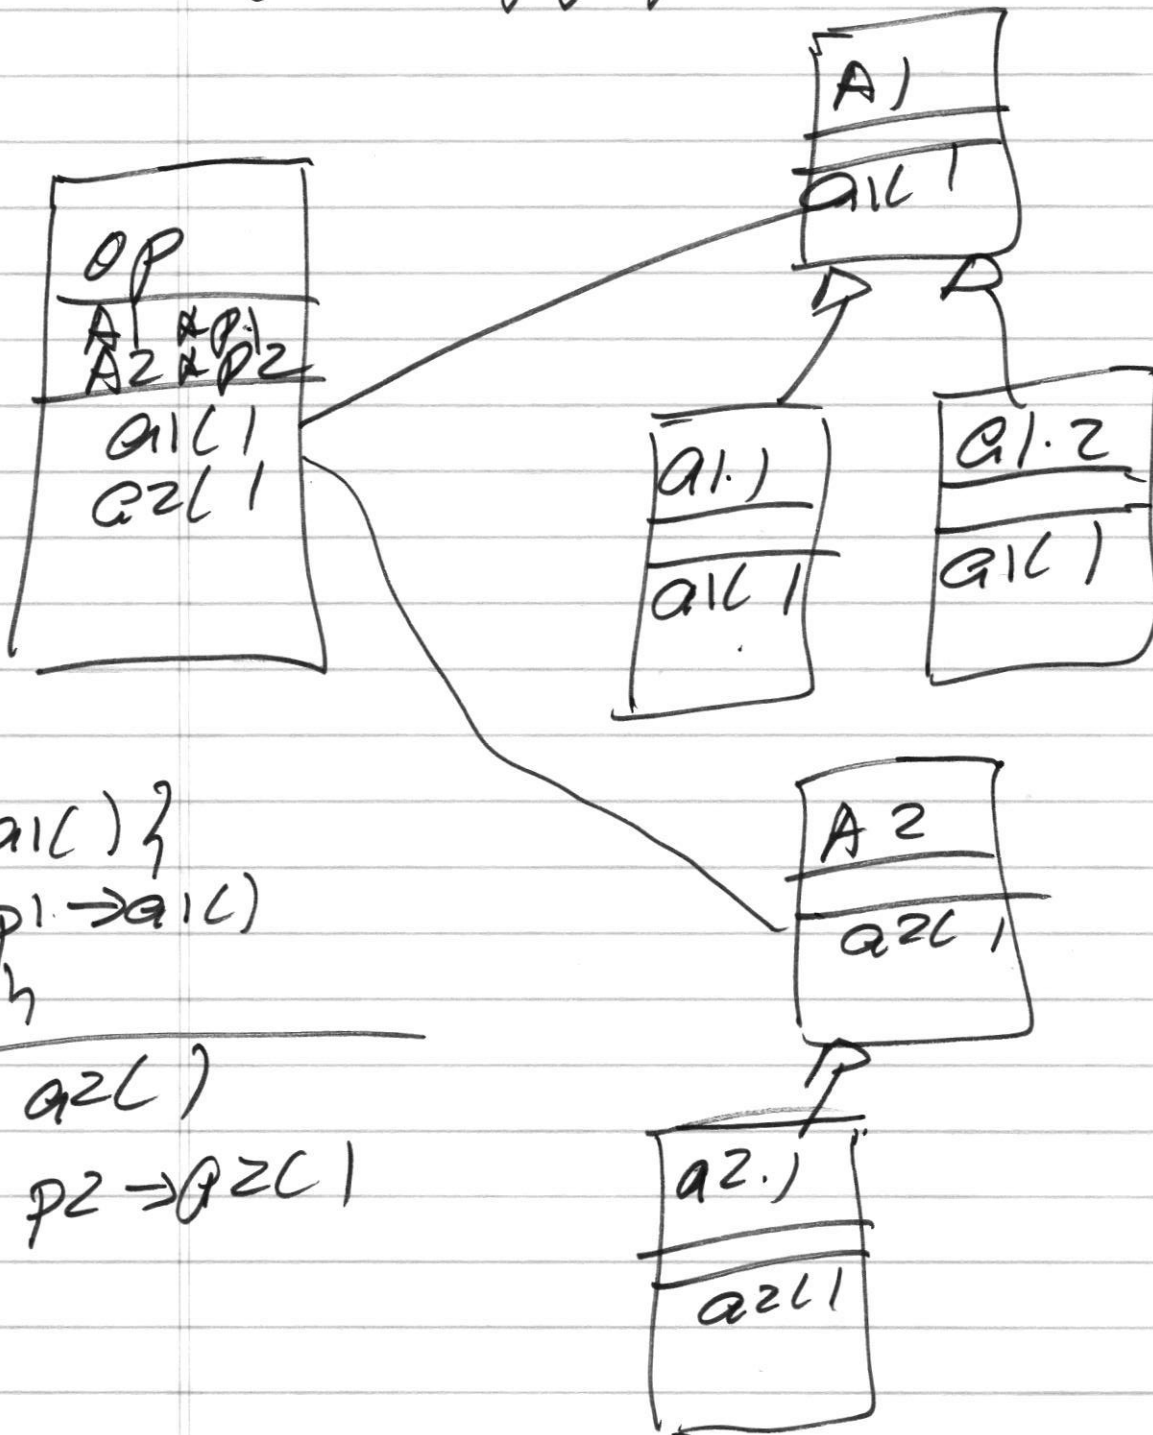 A1
a1( )
OP
A1 *p1
A2 *p2
a1( )
a2( )
a1.1
a1( )
a1.2
a1( )
a1( ) {
p1->a1()
}
a2( )
p2->a2( )
A2
a2( )
a2.1
a2( )